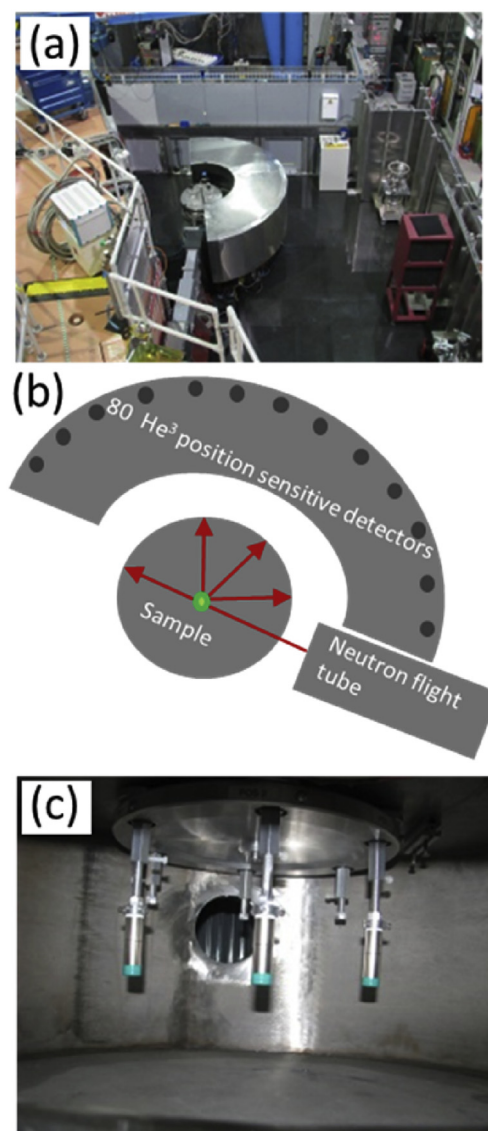 (a)
(b)
80 He³ position sensitive detectors
Sample
Neutron flight
tube
(c)